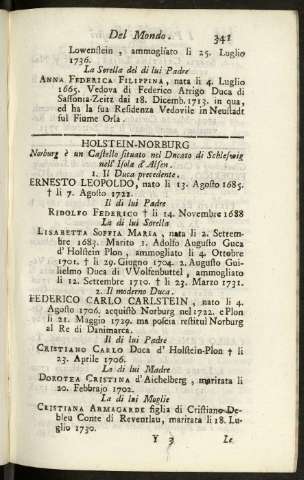 Del Mondo. 341
Lowenstein , ammogliato li 25. Luglio
1736.
La Sorella del di lui Padre
ANNA FEDERICA FILIPPINA, nata li 4. Luglio
1665. Vedova di Federico Arrigo Duca di
Sassonia-Zeitz dai 18. Dicemb. 1713. in qua,
ed ha la sua Residenza Vedovile in Neustadt
sul Fiume Orla.
HOLSTEIN-NORBURG
Norburg è un Castello situato nel Ducato di Schleswig
nell' Isola d'Alsen.
1. Il Duca precedente.
ERNESTO LEOPOLDO, nato li 13. Agosto 1685.
† li 7. Agosto 1722.
Il di lui Padre
RIDOLFO FEDERICO † li 14. Novembre 1688
La di lui Sorella
LISABETTA SOFFIA MARIA, nata li 2. Settem-
bre 1683. Marito 1. Adolfo Augusto Guca
d' Holstein Plon, ammogliato li 4. Ottobre
1701. † li 29. Giugno 1704. 2. Augusto Gui-
lielmo Duca di VVolfenbuttel, ammogliato
li 12. Settembre 1710. † li 23. Marzo 1731.
2. Il moderno Duca.
FEDERICO CARLO CARLSTEIN, nato li 4.
Agosto 1706. acquistò Norburg nel 1722. e Plon
li 21. Maggio 1729. ma poscia restituì Norburg
al Re di Danimarca.
Il di lui Padre
CRISTIANO CARLO Duca d' Holstein-Plon † li
23. Aprile 1706.
La di lui Madre
DOROTEA CRISTINA d'Aichelberg, maritata li
20. Febbrajo 1702.
La di lui Moglie
CRISTIANA ARMAGARDE figlia di Cristiano De-
bleu Conte di Reventlau, maritata li 18. Lu-
glio 1730.
Y 3 Le